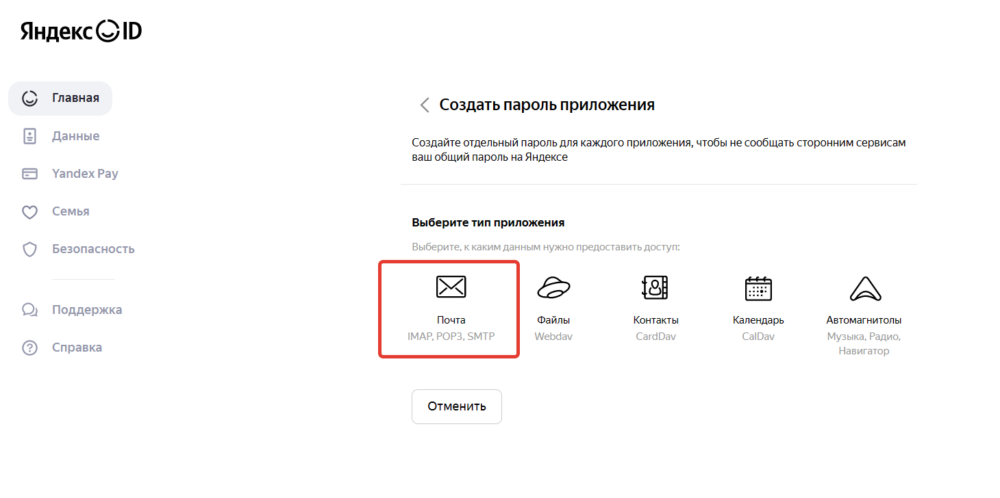 Яндекс ID
Главная
Данные
Yandex Pay
Семья
Безопасность
Поддержка
Справка
Создать пароль приложения
Создайте отдельный пароль для каждого приложения, чтобы не сообщать сторонним сервисам
ваш общий пароль на Яндексе
Выберите тип приложения
Выберите, к каким данным нужно предоставить доступ:
Почта
IMAP, POP3, SMTP
Файлы
Webdav
Контакты
CardDav
Календарь
CalDav
Автомагнитолы
Музыка, Радио,
Навигатор
Отменить